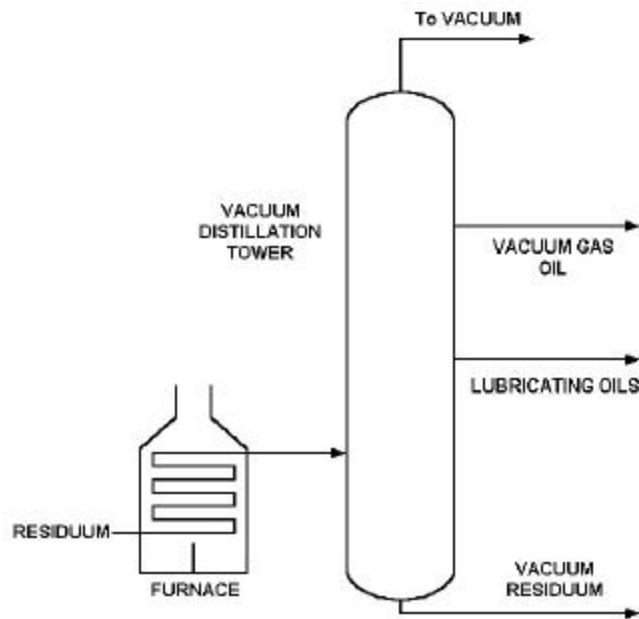 To VACUUM
VACUUM
DISTILLATION
TOWER
VACUUM GAS
OIL
LUBRICATING OILS
RESIDUUM
FURNACE
VACUUM
RESIDUUM